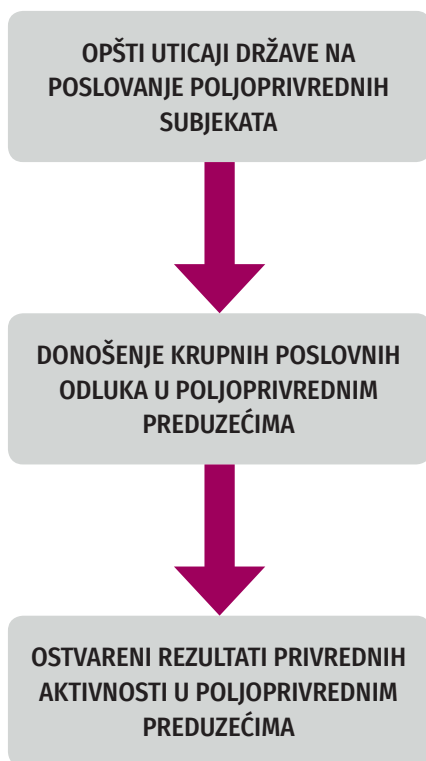 OPŠTI UTICAJI DRŽAVE NA
POSLOVANJE POLJOPRIVREDNIH
SUBJEKATA
DONOŠENJE KRUPNIH POSLOVNIH
ODLUKA U POLJOPRIVREDNIM
PREDUZEĆIMA
OSTVARENI REZULTATI PRIVREDNIH
AKTIVNOSTI U POLJOPRIVREDNIM
PREDUZEĆIMA